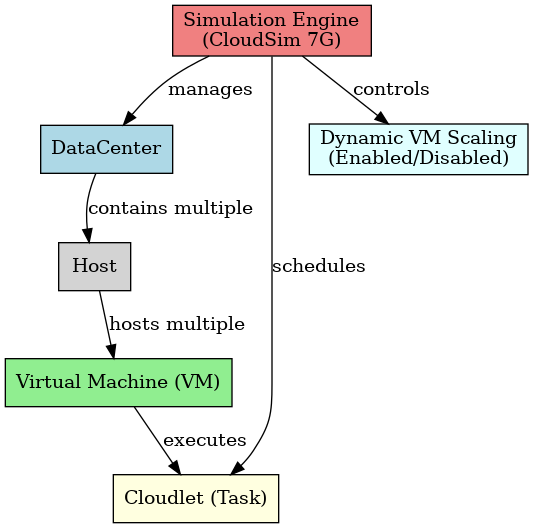 Simulation Engine
(CloudSim 7G)
manages
controls
DataCenter
Dynamic VM Scaling
(Enabled/Disabled)
contains multiple
Host
schedules
hosts multiple
Virtual Machine (VM)
executes
Cloudlet (Task)